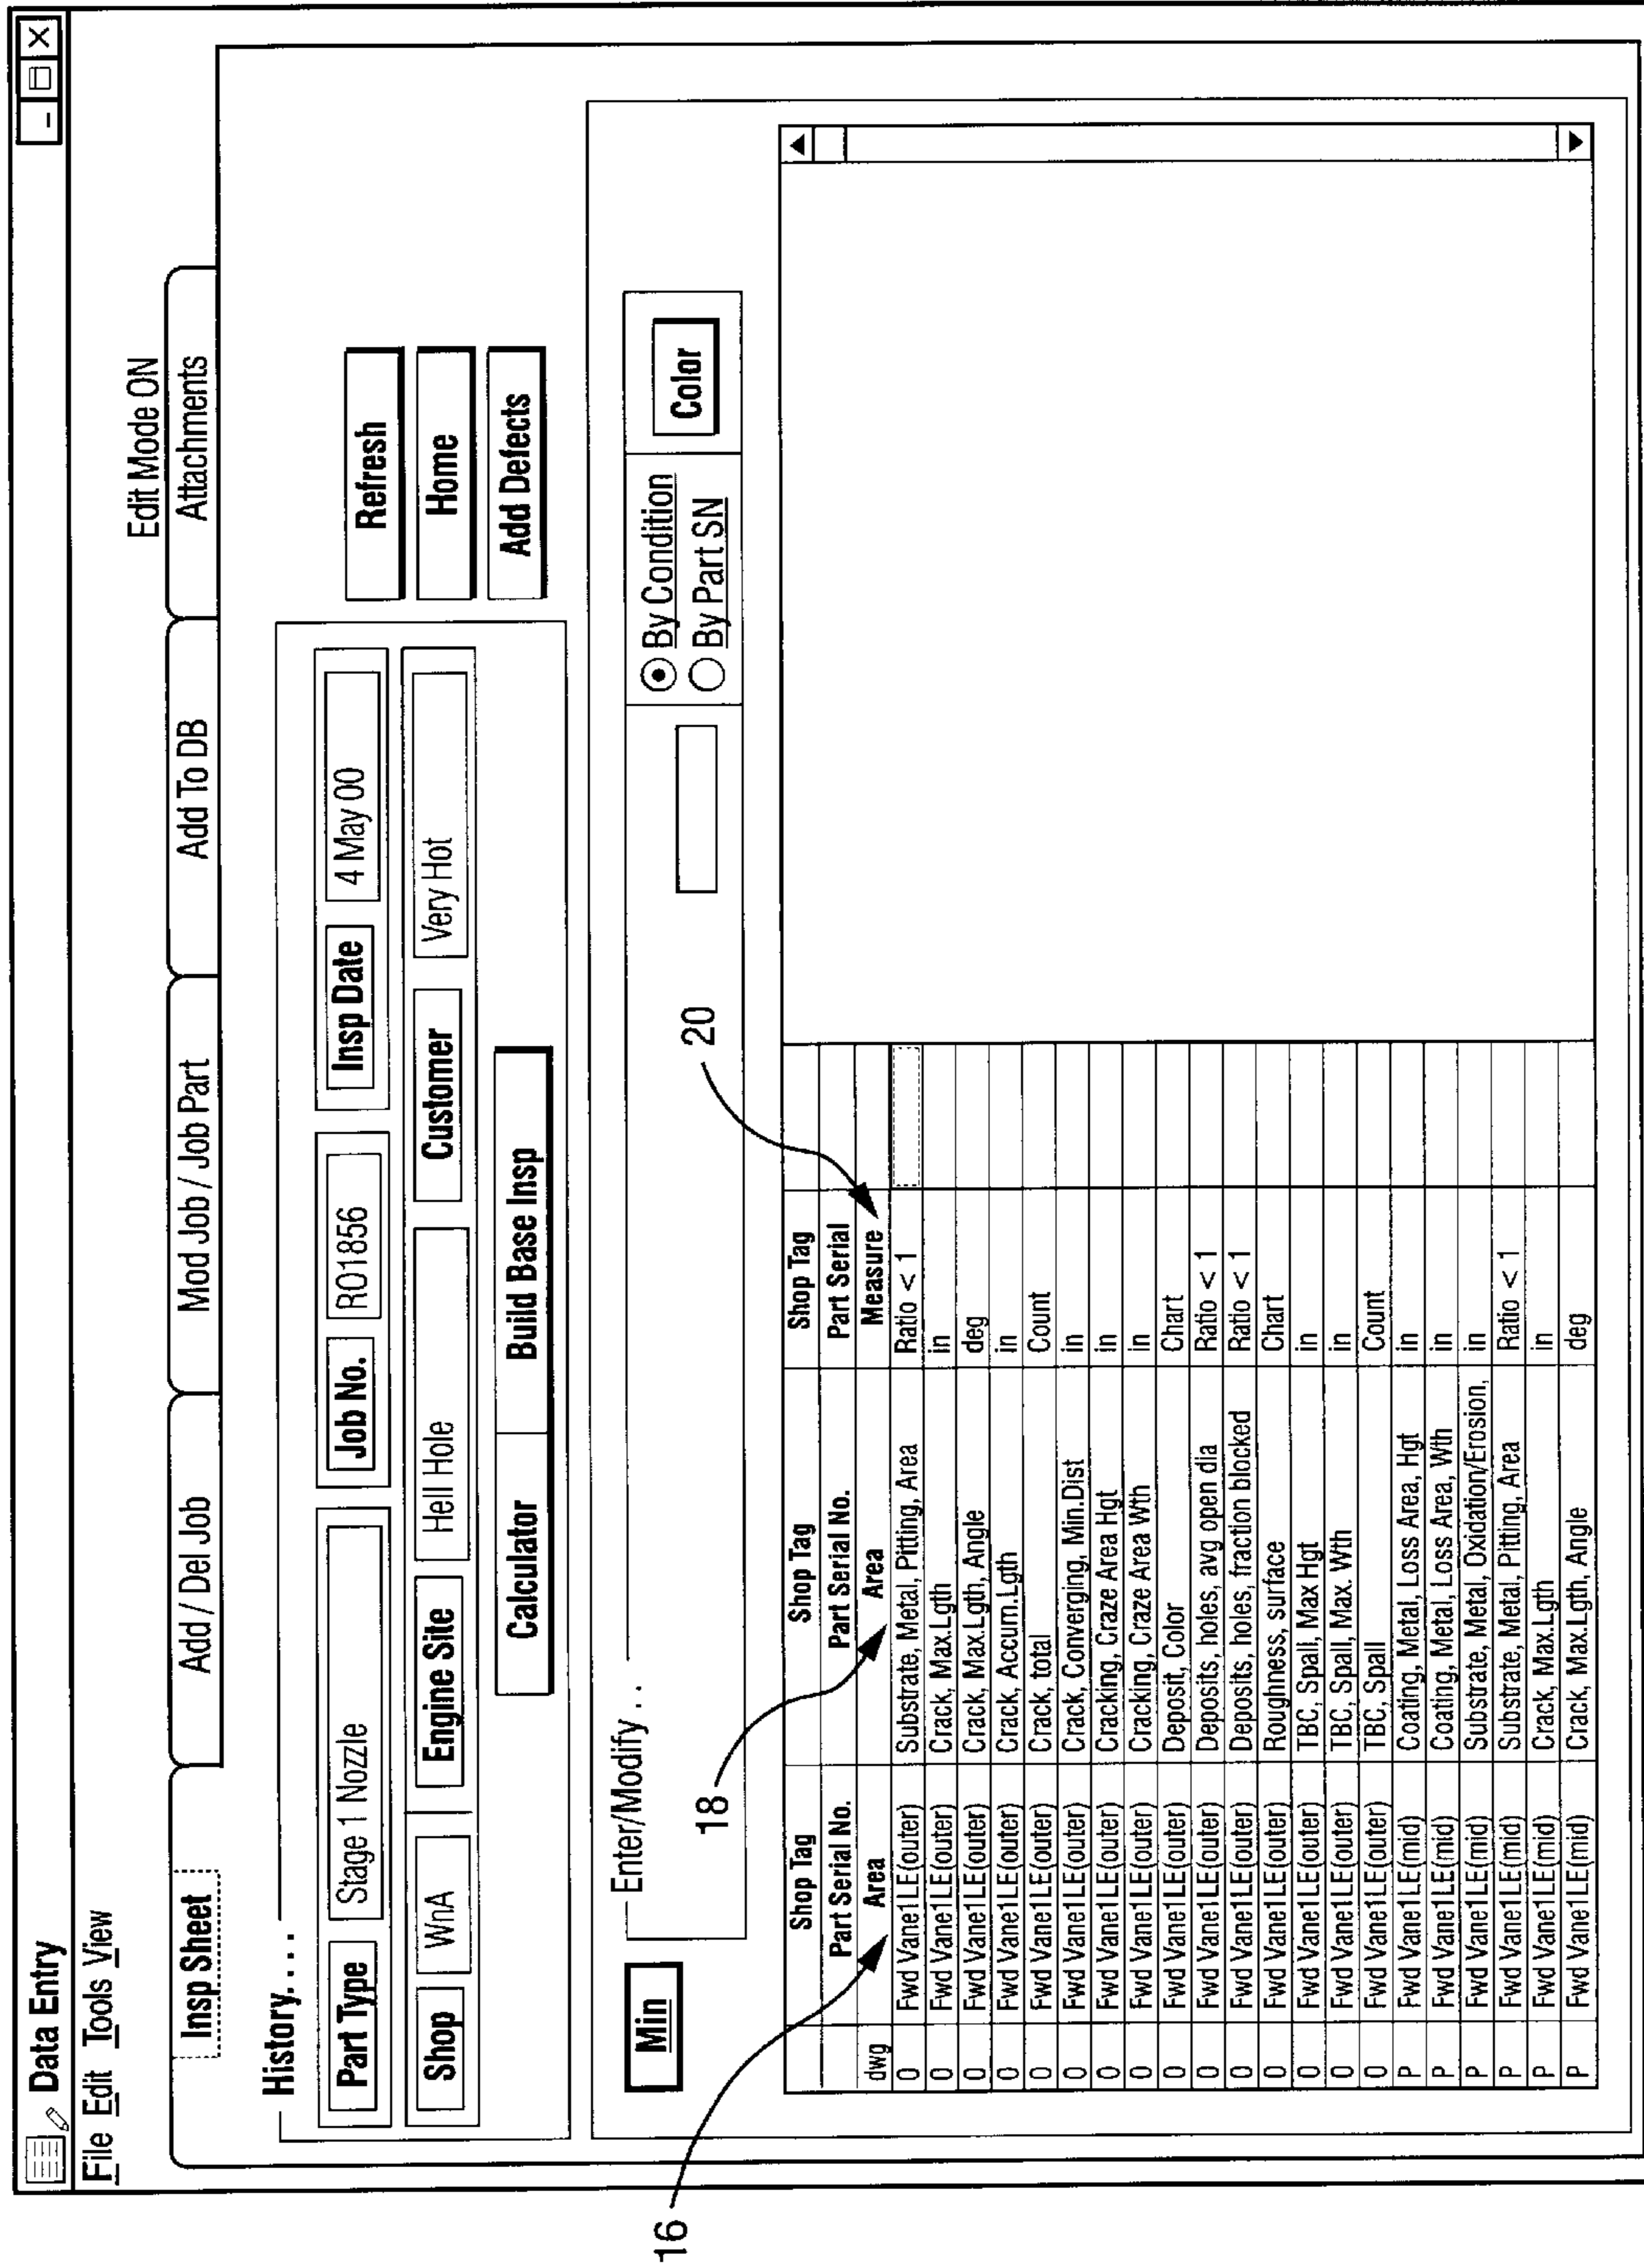 Data Entry
File Edit Tools View
Edit Mode ON
Insp Sheet Add / Del Job Mod Job / Job Part Add To DB Attachments
History. . . .
Part Type Stage 1 Nozzle Job No. RO1856 Insp Date 4 May 00 Refresh
Shop WnA Engine Site Hell Hole Customer Very Hot Home
Calculator Build Base Insp Add Defects
Min Enter/Modify . . .
By Condition
By Part SN
Color
16 18 20
Shop Tag Shop Tag Shop Tag
Part Serial No. Part Serial No. Part Serial
dwg Area Area Measure
O Fwd Vane1LE(outer) Substrate, Metal, Pitting, Area Ratio < 1
O Fwd Vane1LE(outer) Crack, Max.Lgth in
O Fwd Vane1LE(outer) Crack, Max.Lgth, Angle deg
O Fwd Vane1LE(outer) Crack, Accum.Lgth in
O Fwd Vane1LE(outer) Crack, total Count
O Fwd Vane1LE(outer) Crack, Converging, Min.Dist in
O Fwd Vane1LE(outer) Cracking, Craze Area Hgt in
O Fwd Vane1LE(outer) Cracking, Craze Area Wth in
O Fwd Vane1LE(outer) Deposit, Color Chart
O Fwd Vane1LE(outer) Deposits, holes, avg open dia Ratio < 1
O Fwd Vane1LE(outer) Deposits, holes, fraction blocked Ratio < 1
O Fwd Vane1LE(outer) Roughness, surface Chart
O Fwd Vane1LE(outer) TBC, Spall, Max Hgt in
O Fwd Vane1LE(outer) TBC, Spall, Max. Wth in
O Fwd Vane1LE(outer) TBC, Spall Count
P Fwd Vane1LE(mid) Coating, Metal, Loss Area, Hgt in
P Fwd Vane1LE(mid) Coating, Metal, Loss Area, Wth in
P Fwd Vane1LE(mid) Substrate, Metal, Oxidation/Erosion, in
P Fwd Vane1LE(mid) Substrate, Metal, Pitting, Area Ratio < 1
P Fwd Vane1LE(mid) Crack, Max.Lgth in
P Fwd Vane1LE(mid) Crack, Max.Lgth, Angle deg